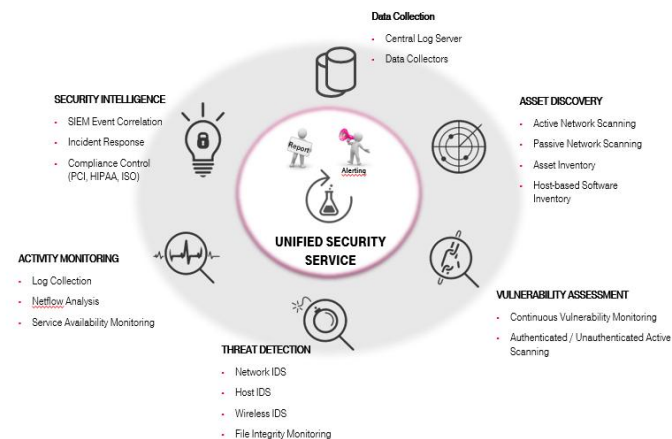 Data Collection
Central Log Server
Data Collectors
SECURITY INTELLIGENCE
SIEM Event Correlation
Incident Response
Compliance Control
(PCI, HIPAA, ISO)
ASSET DISCOVERY
Active Network Scanning
Passive Network Scanning
Asset Inventory
Host-based Software
Inventory
Report
Alerting
UNIFIED SECURITY
SERVICE
ACTIVITY MONITORING
Log Collection
Netflow Analysis
Service Availability Monitoring
VULNERABILITY ASSESSMENT
Continuous Vulnerability Monitoring
Authenticated / Unauthenticated Active
Scanning
THREAT DETECTION
Network IDS
Host IDS
Wireless IDS
File Integrity Monitoring